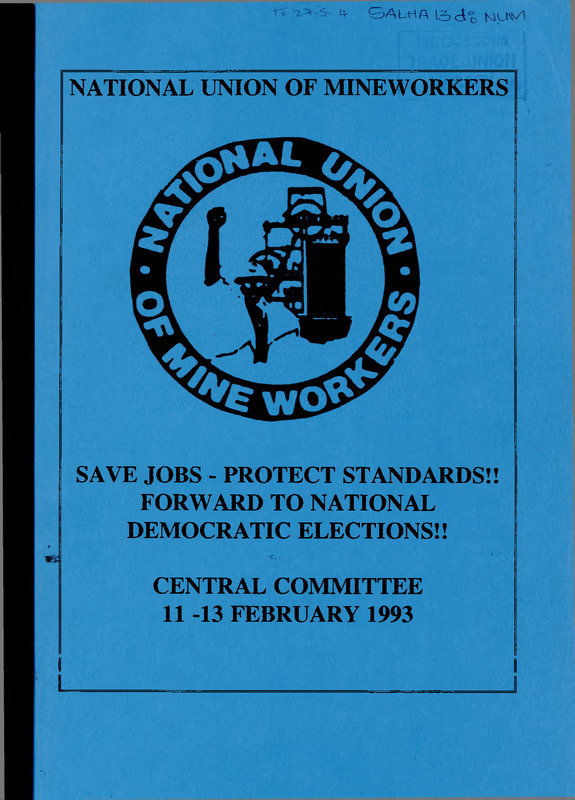 SALHA 13 do NUM
NATIONAL UNION OF MINEWORKERS
NATIONAL UNION
OF MINE WORKERS
SAVE JOBS - PROTECT STANDARDS!!
FORWARD TO NATIONAL
DEMOCRATIC ELECTIONS!!
CENTRAL COMMITTEE
11 -13 FEBRUARY 1993